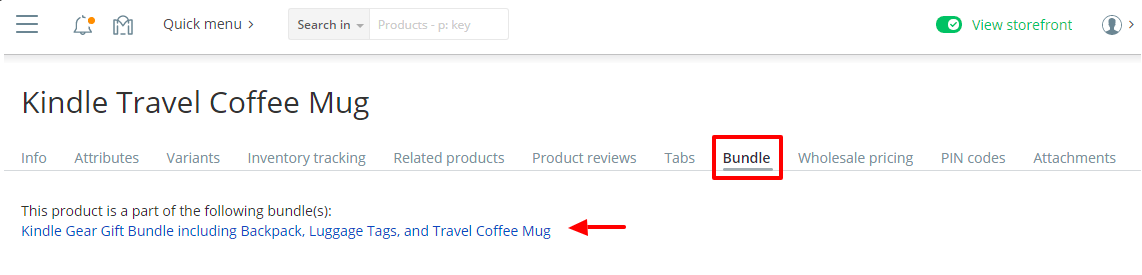 Quick menu
Search in
Products - p: key
View storefront
Kindle Travel Coffee Mug
Info Attributes Variants Inventory tracking Related products Product reviews Tabs Bundle Wholesale pricing PIN codes Attachments
This product is a part of the following bundle(s):
Kindle Gear Gift Bundle including Backpack, Luggage Tags, and Travel Coffee Mug